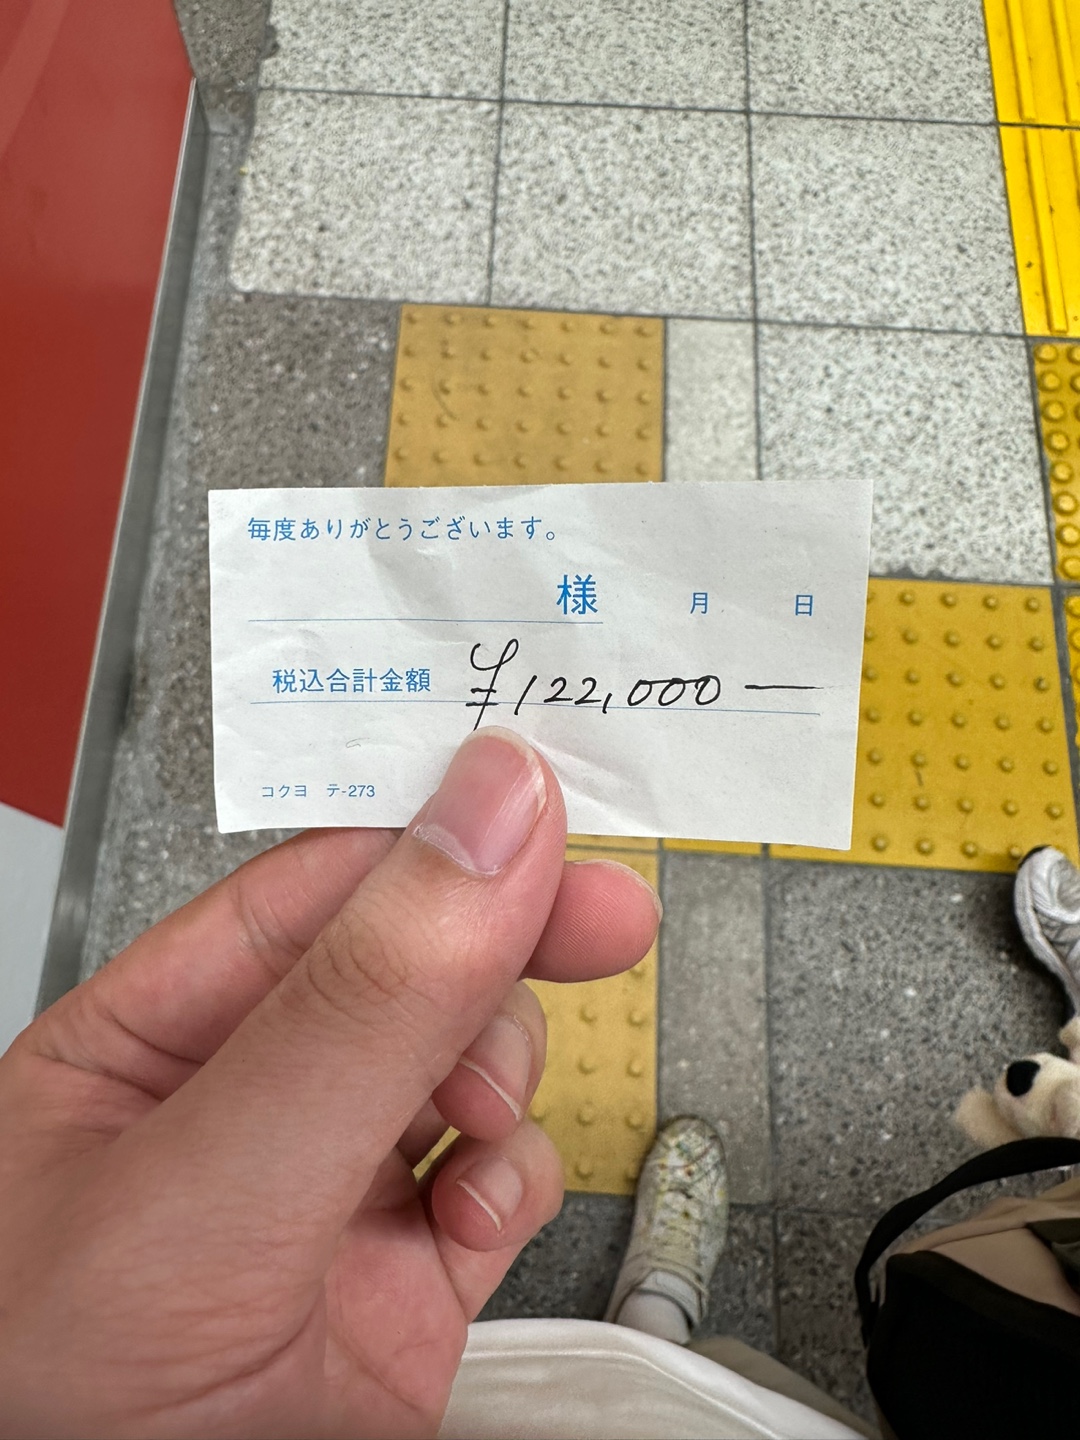 毎度ありがとうございます。
様 月 日
税込合計金額 ¥122,000—
コクヨ テ-273